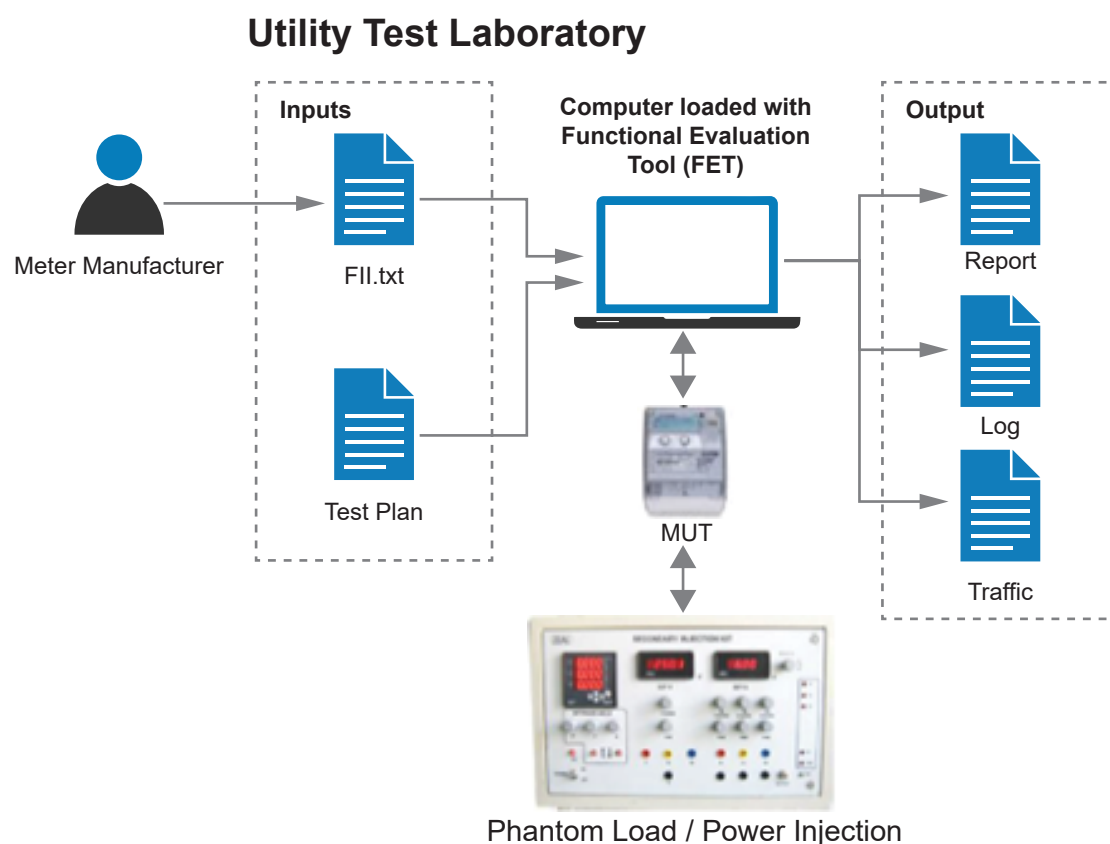 Utility Test Laboratory
Inputs
Computer loaded with
Functional Evaluation
Tool (FET)
Output
Meter Manufacturer
FII.txt
Report
Log
Test Plan
MUT
Traffic
SECONDARY INJECTION KIT
Phantom Load / Power Injection